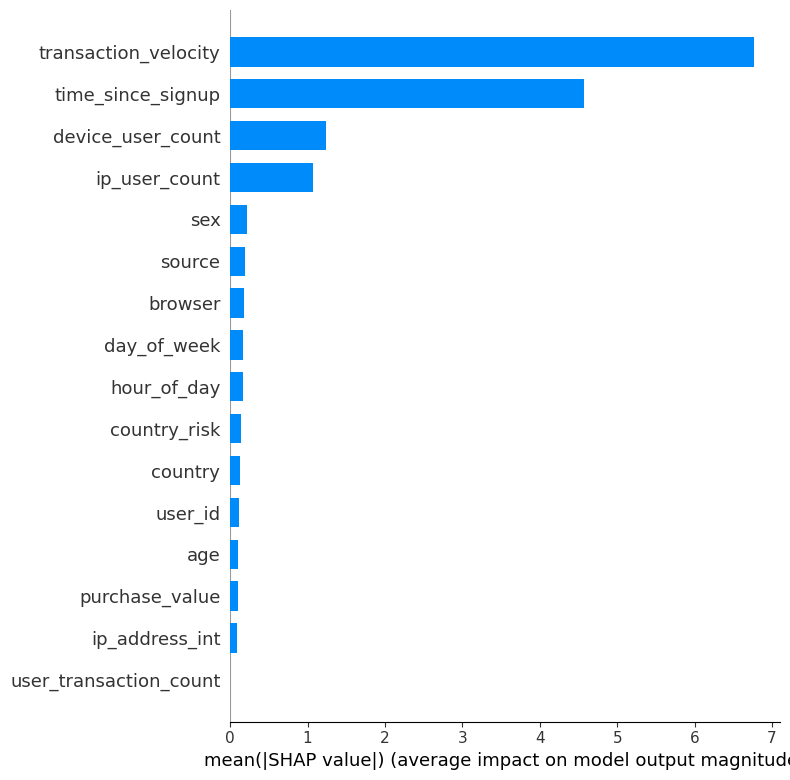 transaction_velocity
time_since_signup
device_user_count
ip_user_count
sex
source
browser
day_of_week
hour_of_day
country_risk
country
user_id
age
purchase_value
ip_address_int
user_transaction_count
0 1 2 3 4 5 6 7
mean(|SHAP value|) (average impact on model output magnitude